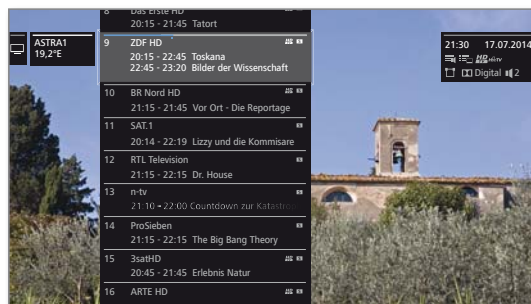 8 Das Erste HD
20:15 - 21:45 Tatort
ASTRA1
19,2°E
9 ZDF HD
20:15 - 22:45 Toskana
22:45 - 23:20 Bilder der Wissenschaft
10 BR Nord HD
21:15 - 21:45 Vor Ort - Die Reportage
11 SAT.1
20:14 - 22:19 Lizzy und die Kommisare
12 RTL Television
21:15 - 22:15 Dr. House
13 n-tv
21:10 - 22:00 Countdown zur Katastro
14 ProSieben
21:15 - 22:15 The Big Bang Theory
15 3satHD
20:45 - 21:45 Erlebnis Natur
16 ARTE HD
21:30 17.07.2014
Digital 2